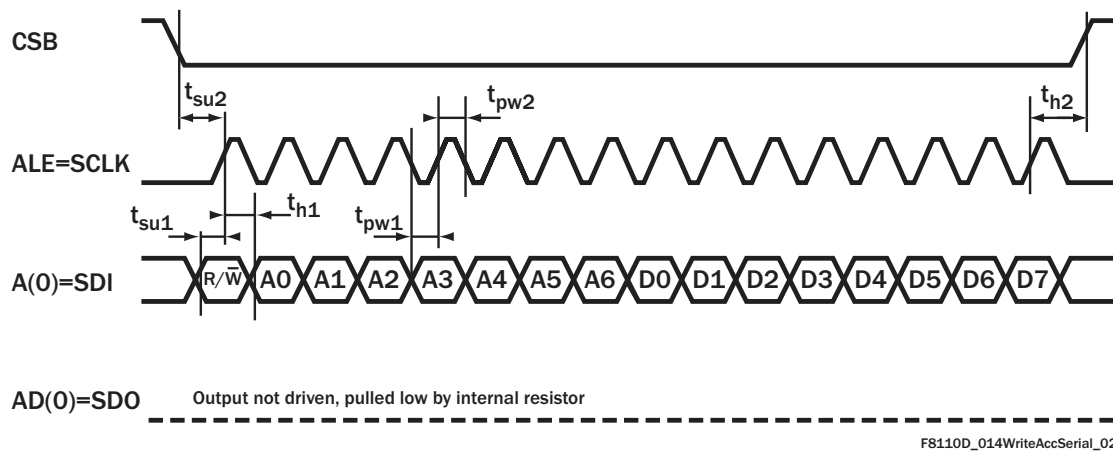 CSB
t su2
t pw2
t h2
ALE=SCLK
t su1
t h1
t pw1
A(0)=SDI
R/W̅ A0 A1 A2 A3 A4 A5 A6 D0 D1 D2 D3 D4 D5 D6 D7
AD(0)=SDO
Output not driven, pulled low by internal resistor
F8110D_014WriteAccSerial_02